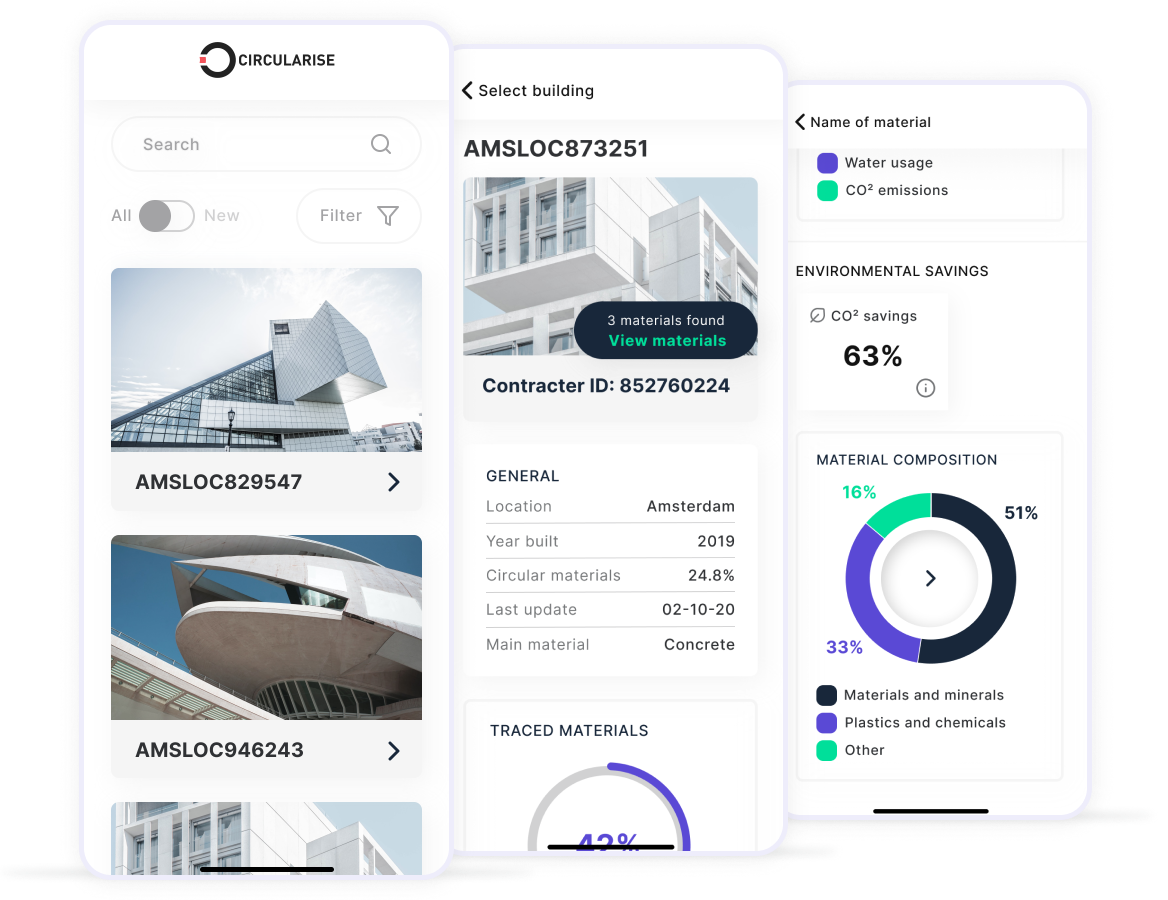 CIRCULARISE
Search
All
New
Filter
AMSLOC829547
AMSLOC946243
Select building
AMSLOC873251
3 materials found
View materials
Contracter ID: 852760224
GENERAL
Location Amsterdam
Year built 2019
Circular materials 24.8%
Last update 02-10-20
Main material Concrete
TRACED MATERIALS
42%
Name of material
Water usage
CO² emissions
ENVIRONMENTAL SAVINGS
CO² savings
63%
MATERIAL COMPOSITION
16%
51%
33%
Materials and minerals
Plastics and chemicals
Other